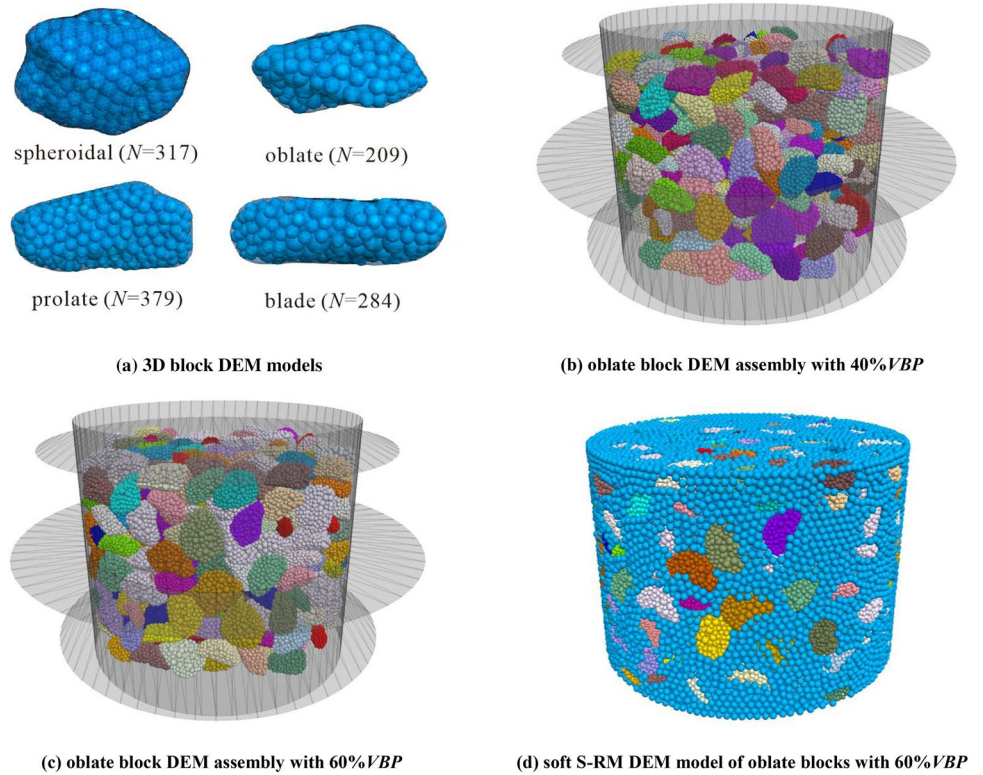 spheroidal (N=317)
oblate (N=209)
prolate (N=379)
blade (N=284)
(a) 3D block DEM models
(b) oblate block DEM assembly with 40%VBP
(c) oblate block DEM assembly with 60%VBP
(d) soft S-RM DEM model of oblate blocks with 60%VBP